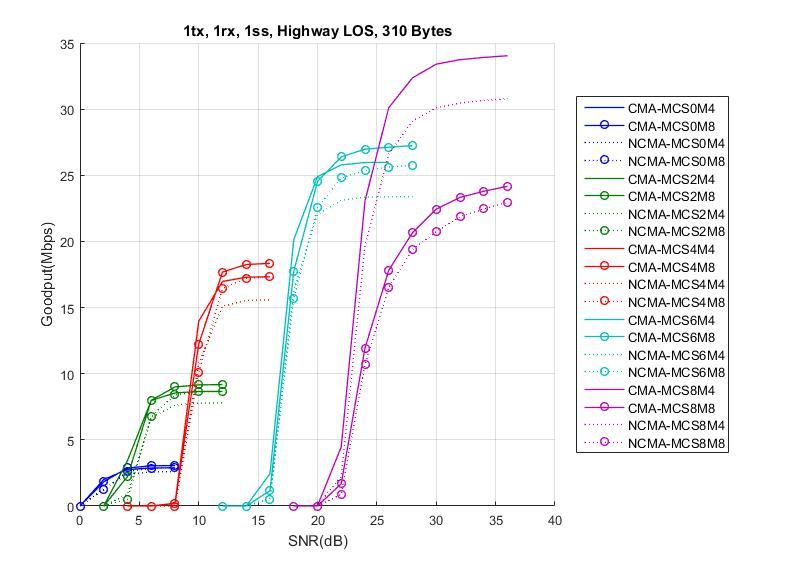 1tx, 1rx, 1ss, Highway LOS, 310 Bytes
Goodput(Mbps)
35
30
25
20
15
10
5
0
0 5 10 15 20 25 30 35 40
SNR(dB)
CMA-MCS0M4
CMA-MCS0M8
NCMA-MCS0M4
NCMA-MCS0M8
CMA-MCS2M4
CMA-MCS2M8
NCMA-MCS2M4
NCMA-MCS2M8
CMA-MCS4M4
CMA-MCS4M8
NCMA-MCS4M4
NCMA-MCS4M8
CMA-MCS6M4
CMA-MCS6M8
NCMA-MCS6M4
NCMA-MCS6M8
CMA-MCS8M4
CMA-MCS8M8
NCMA-MCS8M4
NCMA-MCS8M8